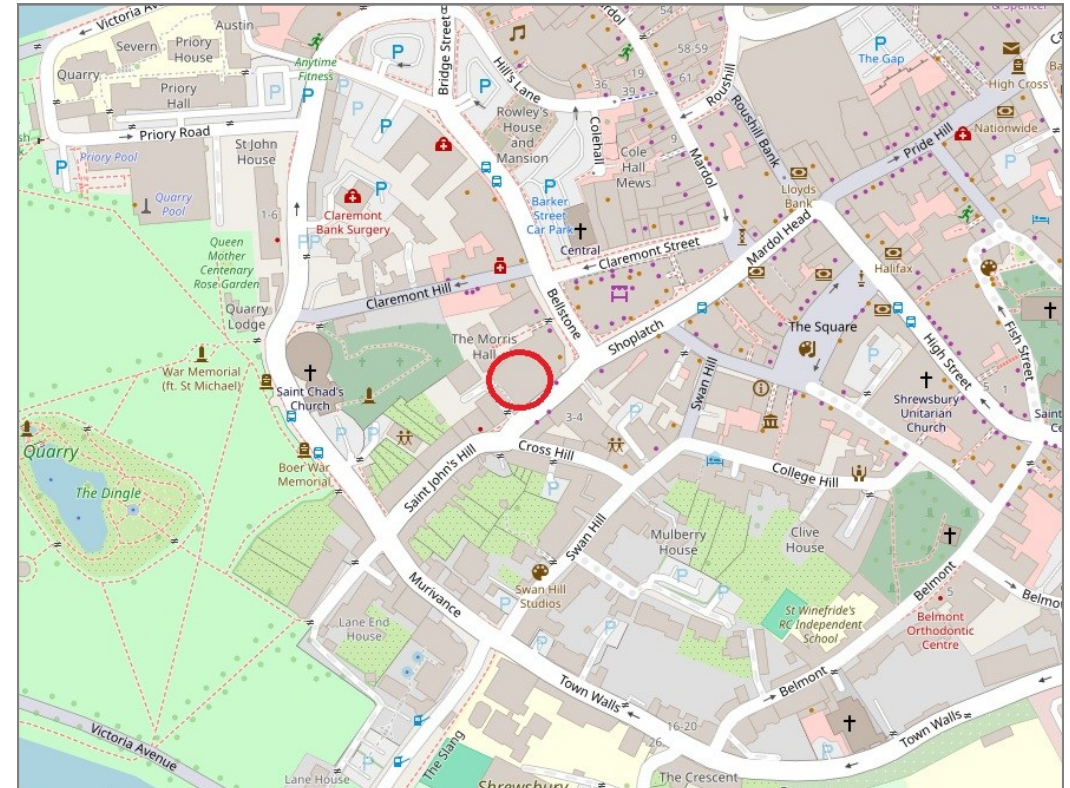 Victoria Ave
Austin
Severn
Priory
House
Quarry
Priory
Hall
Anytime
Fitness
P
P
P
Priory Road
Priory Pool
P
St John
House
Quarry
Pool
1-6
P
Claremont
Bank Surgery
PP
Queen
Mother
Centenary
Rose Garden
Bridge Street
P
P
P
Hill's Lane
Rowley's
House
and
Mansion
36
19
39
61
58-59
54
Mardol
Colehall
Cole
Hall
Mews
9
Mardol
Roushill
Roushill Bank
P
The Gap
& Spencer
High Cross
Nationwide
Pride Hill
P
Lloyds
Bank
P
Barker
Street
Car Park
Central
Claremont Street
Mardol Head
Halifax
Claremont Hill
Bellstone
Quarry
Lodge
The Morris
Hall
Shoplatch
The Square
P
High Street
Fish Street
5
1
War Memorial
(ft. St Michael)
Saint Chad's
Church
Swan Hill
Shrewsbury
Unitarian
Church
3-4
P
P
P
Quarry
The Dingle
Boer War
Memorial
Saint John's Hill
Cross Hill
P
College Hill
Swan Hill
Mulberry
House
Clive
House
Swan Hill
Studios
P
P
P
P
Murivance
Lane End
House
St Winefride's
RC Independent
School
Belmont
5
Belmont
Orthodontic
Centre
Belmont
Town Walls
16-20
26
P
Town Walls
Victoria Avenue
Lane House
P
The Slang
Shrewsbury
The Crescent